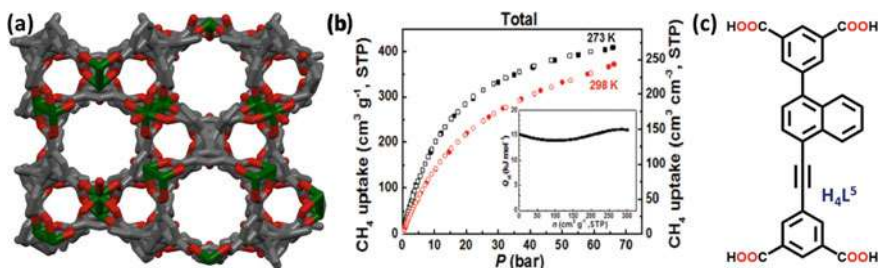 (a)
(b)
Total
CH₄ uptake (cm³ g⁻¹, STP)
400
300
200
100
0
273 K
298 K
Qst (kJ mol⁻¹)
20
15
10
5
0
0 50 100 150 200 250 300
n (cm³ g⁻¹, STP)
250
200
150
100
50
0
CH₄ uptake (cm³ cm⁻³, STP)
0 10 20 30 40 50 60 70
P (bar)
(c)
HOOC COOH
H₄L⁵
HOOC COOH